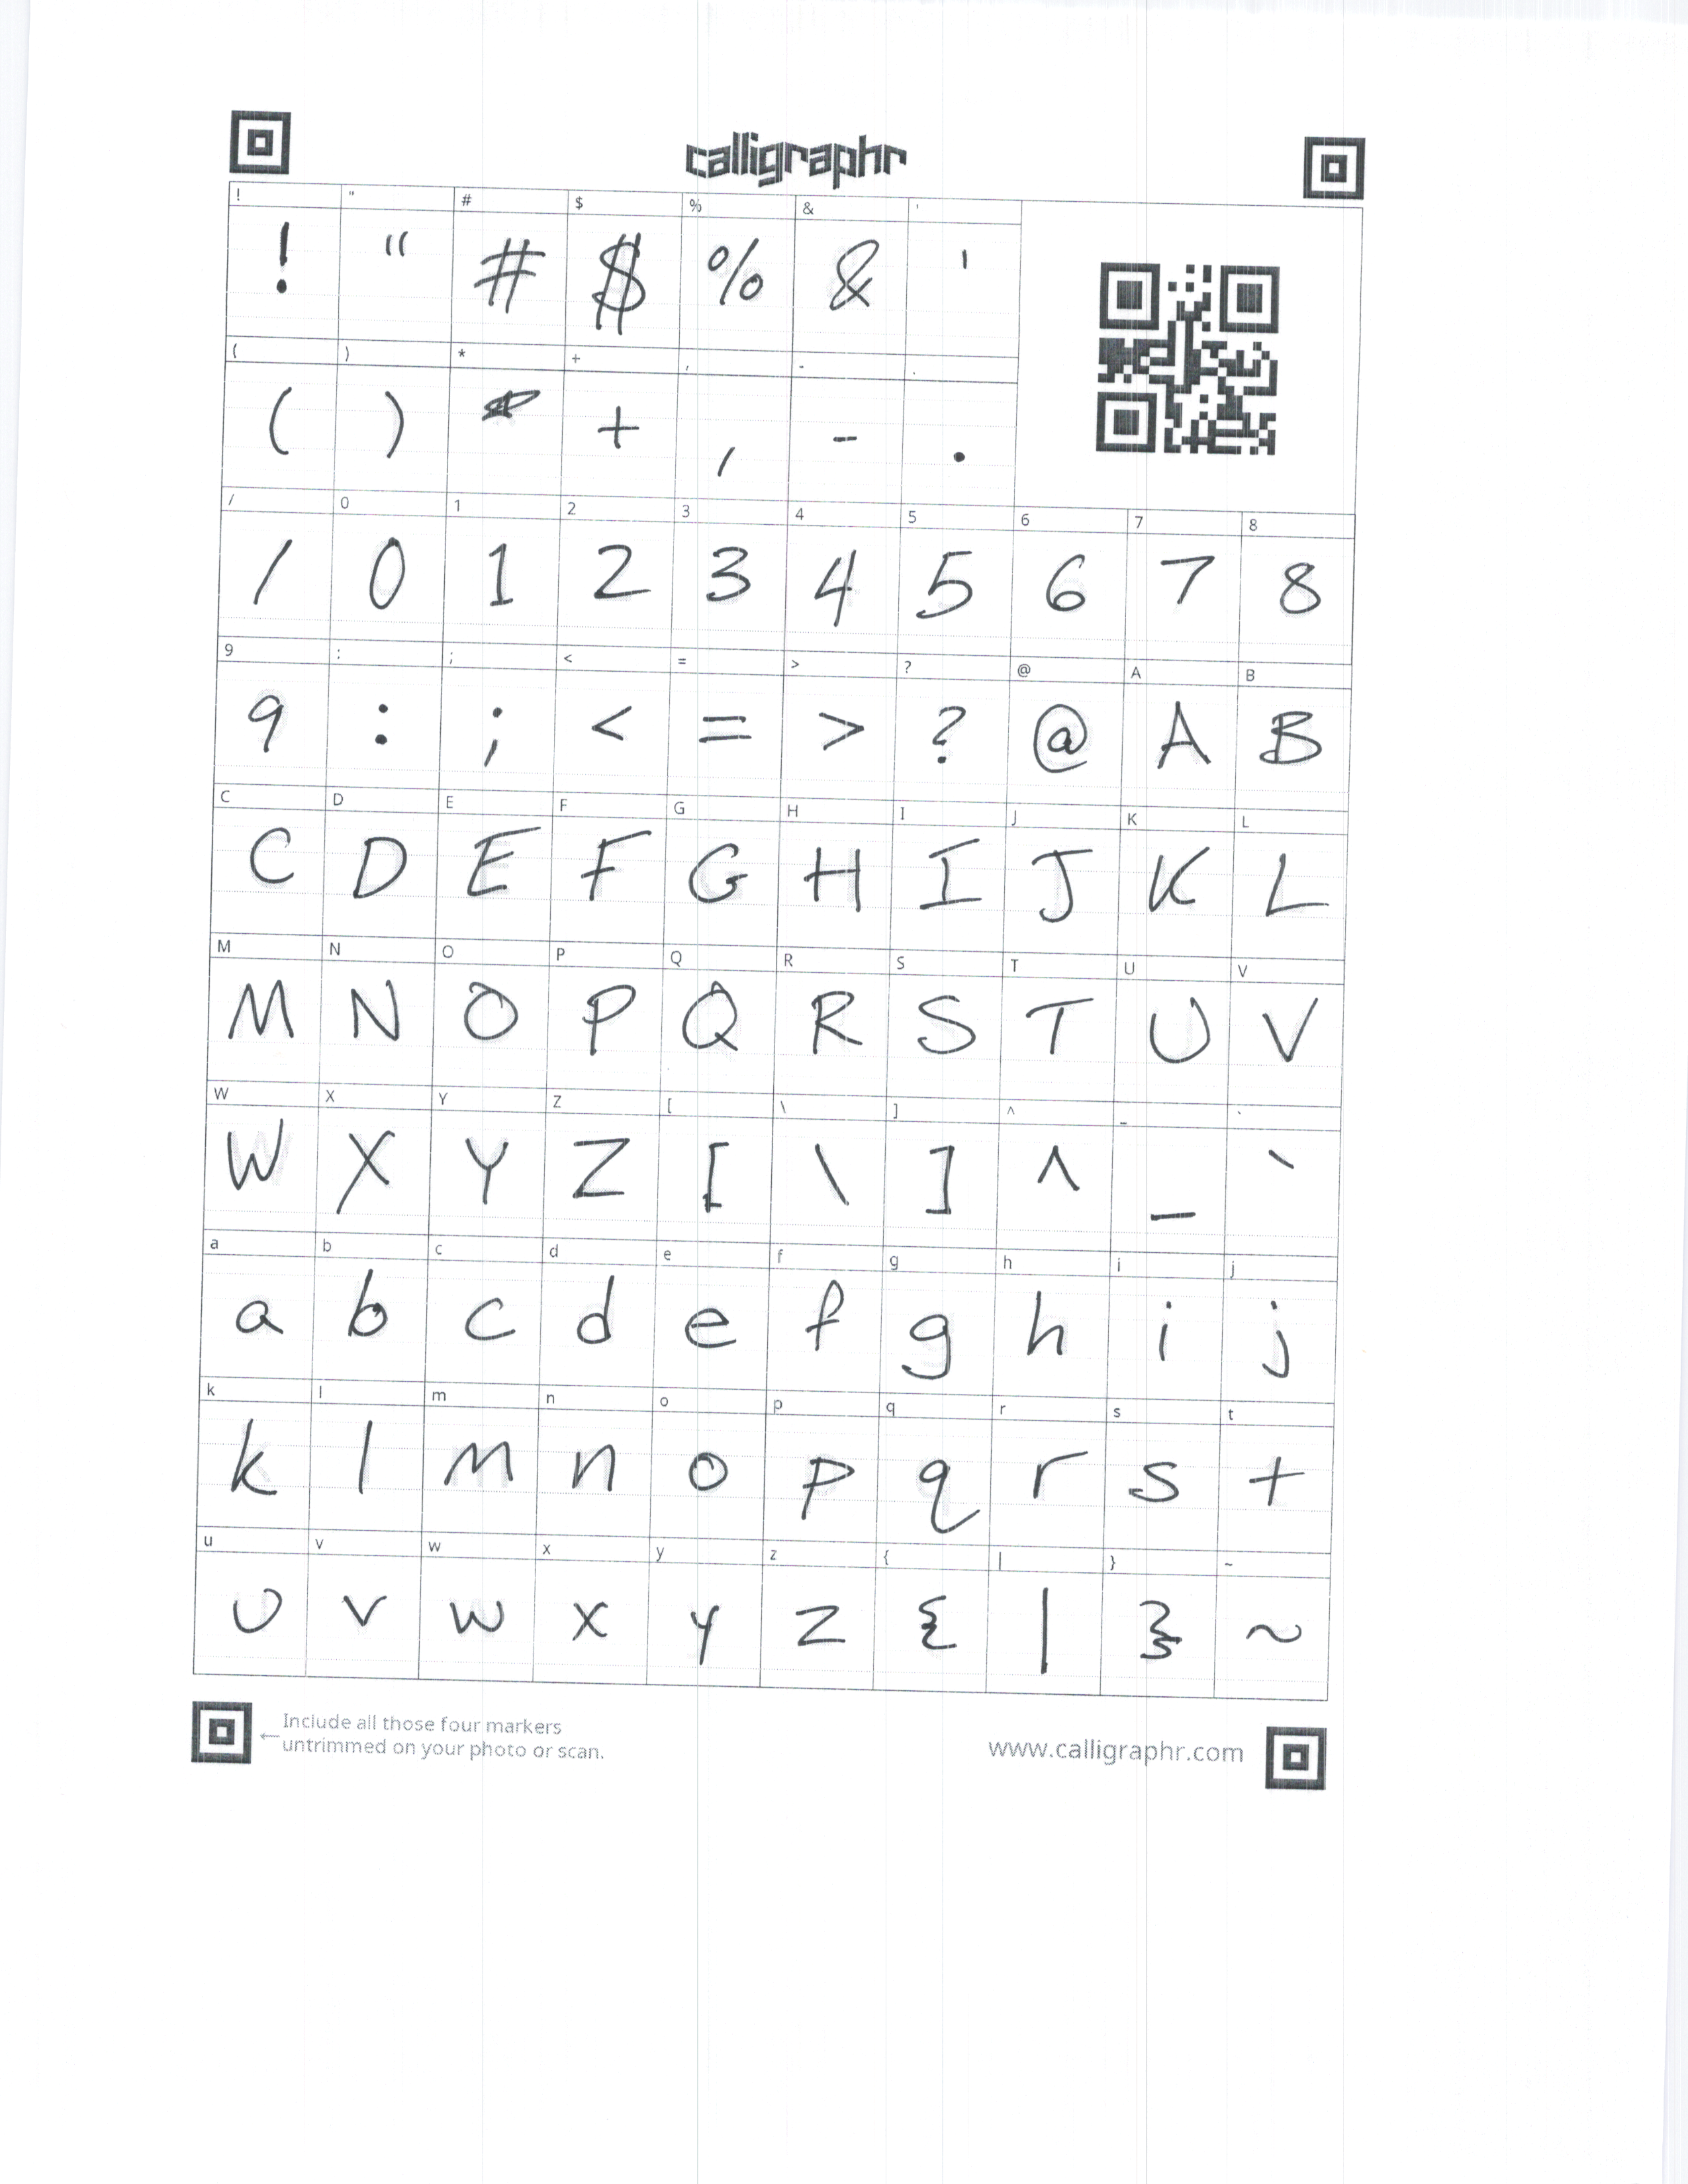 calligraphr
! " # $ % & '
! " # $ % & '
( ) * + , - .
( ) * + , - .
/ 0 1 2 3 4 5 6 7 8
/ 0 1 2 3 4 5 6 7 8
9 : ; < = > ? @ A B
9 : ; < = > ? @ A B
C D E F G H I J K L
C D E F G H I J K L
M N O P Q R S T U V
M N O P Q R S T U V
W X Y Z [ \ ] ^ _ `
W X Y Z [ \ ] ^ _ `
a b c d e f g h i j
a b c d e f g h i j
k l m n o p q r s t
k l m n o p q r s t
u v w x y z { | } ~
u v w x y z { | } ~
←Include all those four markers
untrimmed on your photo or scan.
www.calligraphr.com